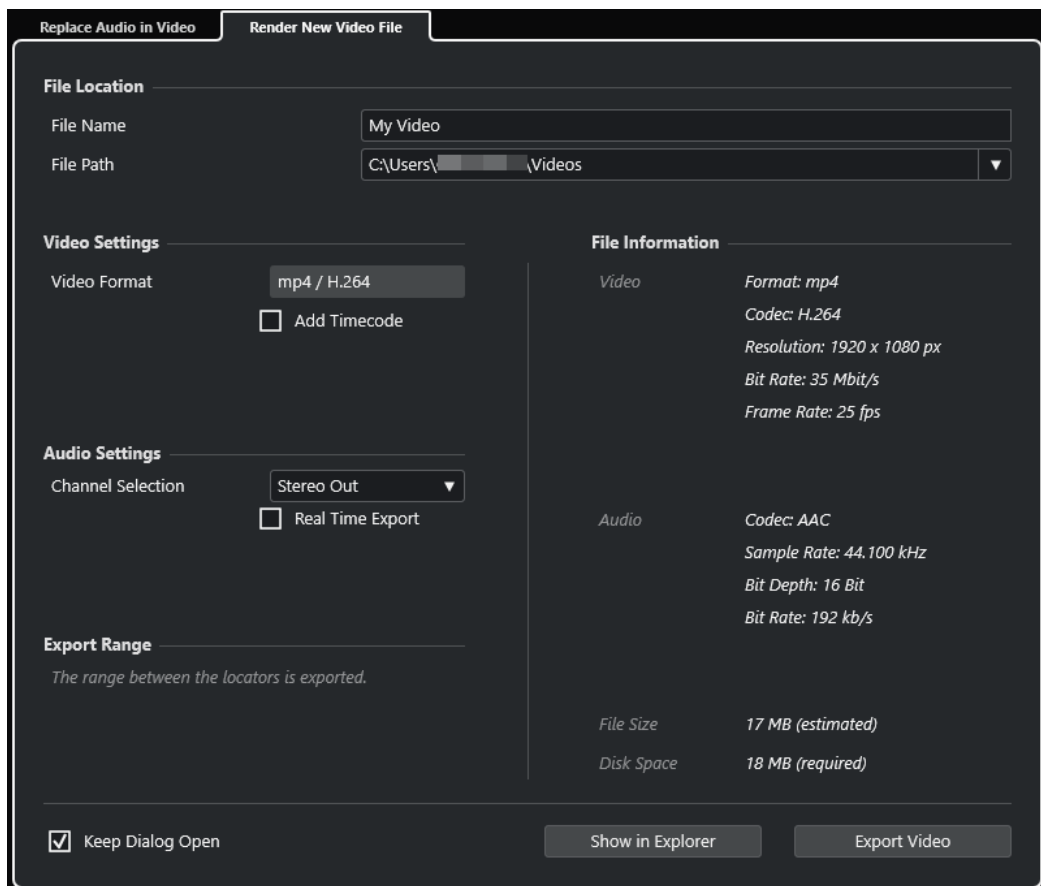 Replace Audio in Video
Render New Video File
File Location
File Name
My Video
File Path
C:\Users\ \Videos
Video Settings
Video Format
mp4 / H.264
Add Timecode
Audio Settings
Channel Selection
Stereo Out
Real Time Export
Export Range
The range between the locators is exported.
File Information
Video
Format: mp4
Codec: H.264
Resolution: 1920 x 1080 px
Bit Rate: 35 Mbit/s
Frame Rate: 25 fps
Audio
Codec: AAC
Sample Rate: 44.100 kHz
Bit Depth: 16 Bit
Bit Rate: 192 kb/s
File Size
17 MB (estimated)
Disk Space
18 MB (required)
Keep Dialog Open
Show in Explorer
Export Video